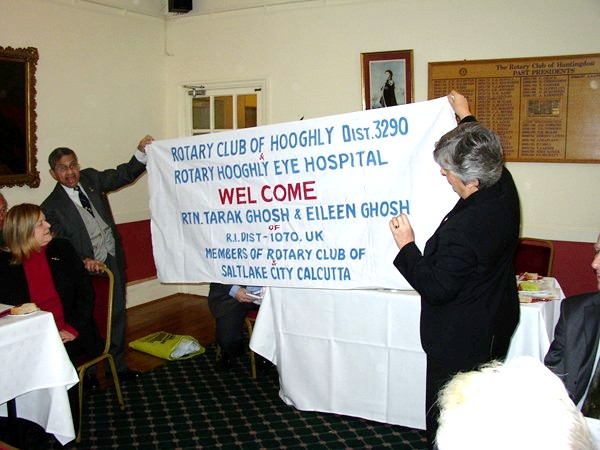 The Rotary Club of Huntingdon
PAST PRESIDENTS
ROTARY CLUB OF HOOGHLY DIST. 3290
&
ROTARY HOOGHLY EYE HOSPITAL
WEL COME
RTN. TARAK GHOSH & EILEEN GHOSH
OF
R.I. DIST-1070. UK
MEMBERS OF ROTARY CLUB OF
&
SALTLAKE CITY CALCUTTA